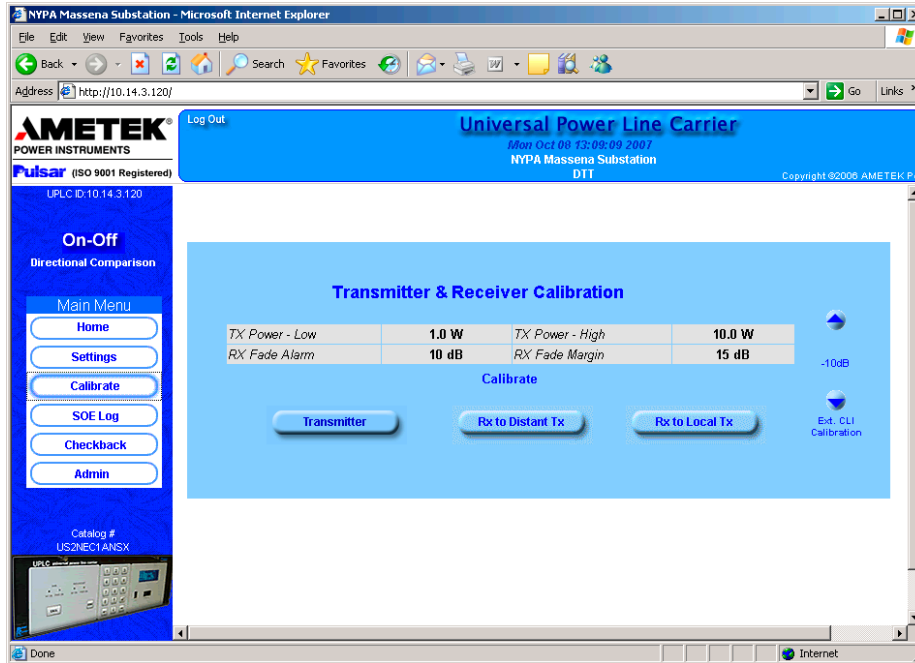 NYPA Massena Substation - Microsoft Internet Explorer
File Edit View Favorites Tools Help
Back Search Favorites
Address http://10.14.3.120/ Go Links
AMETEK®
POWER INSTRUMENTS
Pulsar (ISO 9001 Registered)
Log Out
Universal Power Line Carrier
Mon Oct 08 13:09:09 2007
NYPA Massena Substation
DTT
Copyright ©2006 AMETEK
UPLC ID:10.14.3.120
On-Off
Directional Comparison
Main Menu
Home
Settings
Calibrate
SOE Log
Checkback
Admin
Catalog #
US2NEC1ANSX
UPLC
Transmitter & Receiver Calibration
TX Power - Low 1.0 W TX Power - High 10.0 W
RX Fade Alarm 10 dB RX Fade Margin 15 dB
Calibrate
Transmitter Rx to Distant Tx Rx to Local Tx
-10dB
Ext. CLI
Calibration
Done Internet